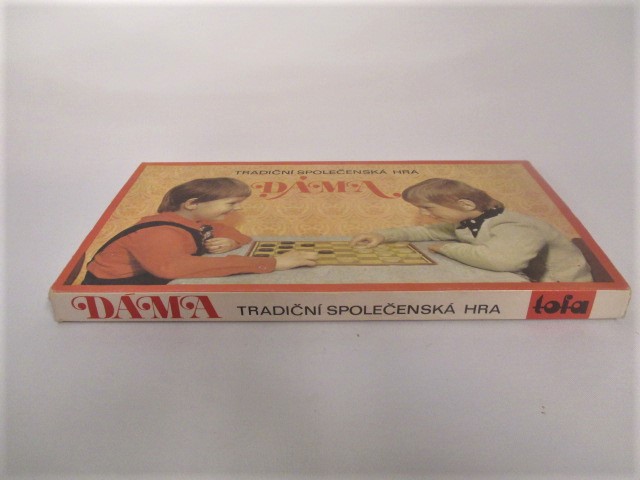 TRADIČNÍ SPOLEČENSKÁ HRA
DÁMA
DÁMA TRADIČNÍ SPOLEČENSKÁ HRA tofa